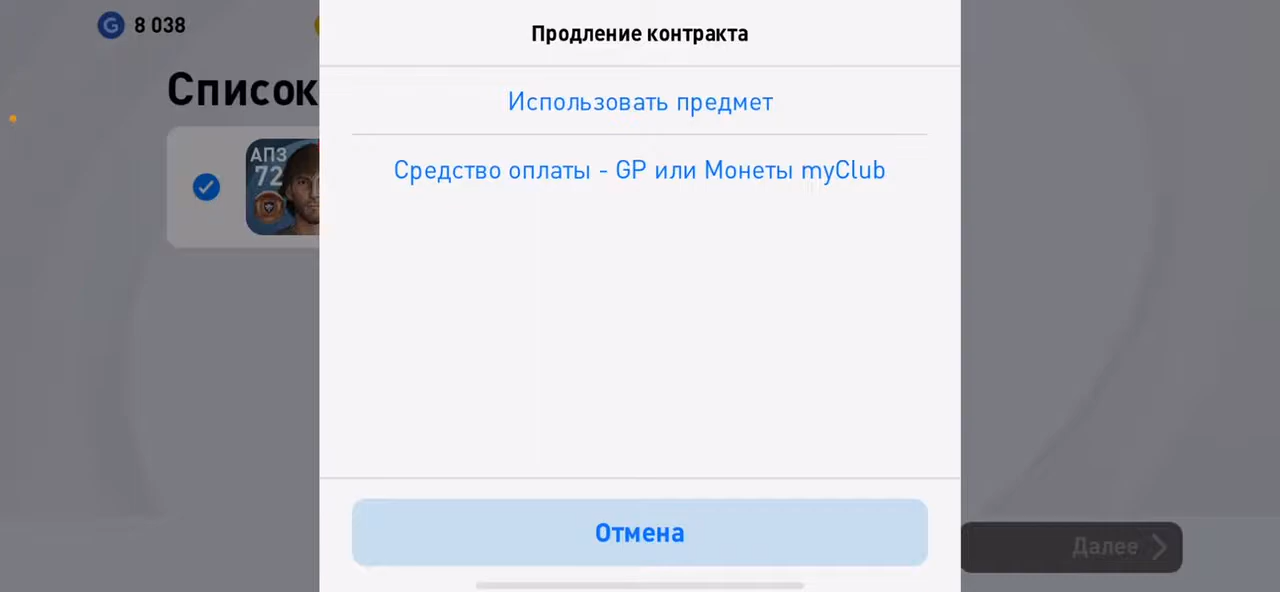 G 8 038
Продление контракта
Список
Использовать предмет
АПЗ
72
Средство оплаты - GP или Монеты myClub
Отмена
Далее